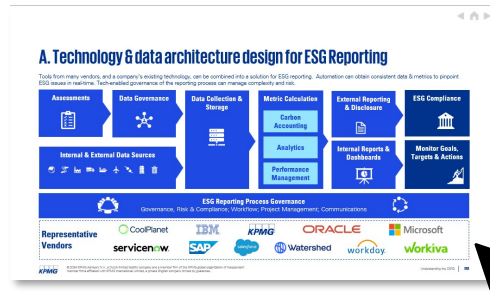 A. Technology & data architecture design for ESG Reporting
Tools from many vendors, and a company's existing technology, can be combined into a solution for ESG reporting. Automation can obtain consistent data & metrics to pinpoint
ESG issues in real-time. Tech-enabled governance of the reporting process can manage complexity and risk.
Assessments
Data Governance
Data Collection &
Storage
Metric Calculation
External Reporting
& Disclosure
ESG Compliance
Carbon
Accounting
Analytics
Performance
Management
Internal & External Data Sources
Internal Reports &
Dashboards
Monitor Goals,
Targets & Actions
ESG Reporting Process Governance
Governance, Risk & Compliance; Workflow; Project Management; Communications
Representative
Vendors
CoolPlanet
IBM
KPMG
ORACLE
Microsoft
servicenow
SAP
salesforce
Watershed
workday.
workiva
KPMG